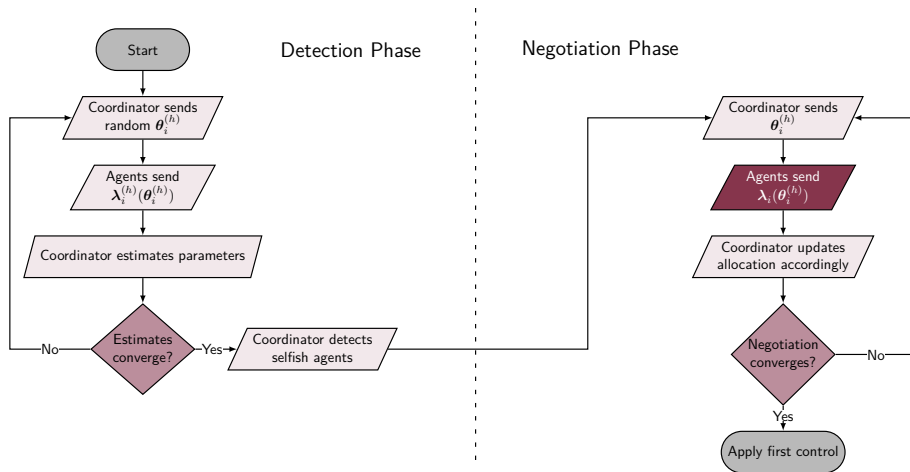 Detection Phase
Start
Coordinator sends
random θ_i^(h)
Agents send
λ_i^(h)(θ_i^(h))
Coordinator estimates parameters
Estimates
converge?
No
Yes
Coordinator detects
selfish agents
Negotiation Phase
Coordinator sends
θ_i^(h)
Agents send
λ_i(θ_i^(h))
Coordinator updates
allocation accordingly
Negotiation
converges?
No
Yes
Apply first control